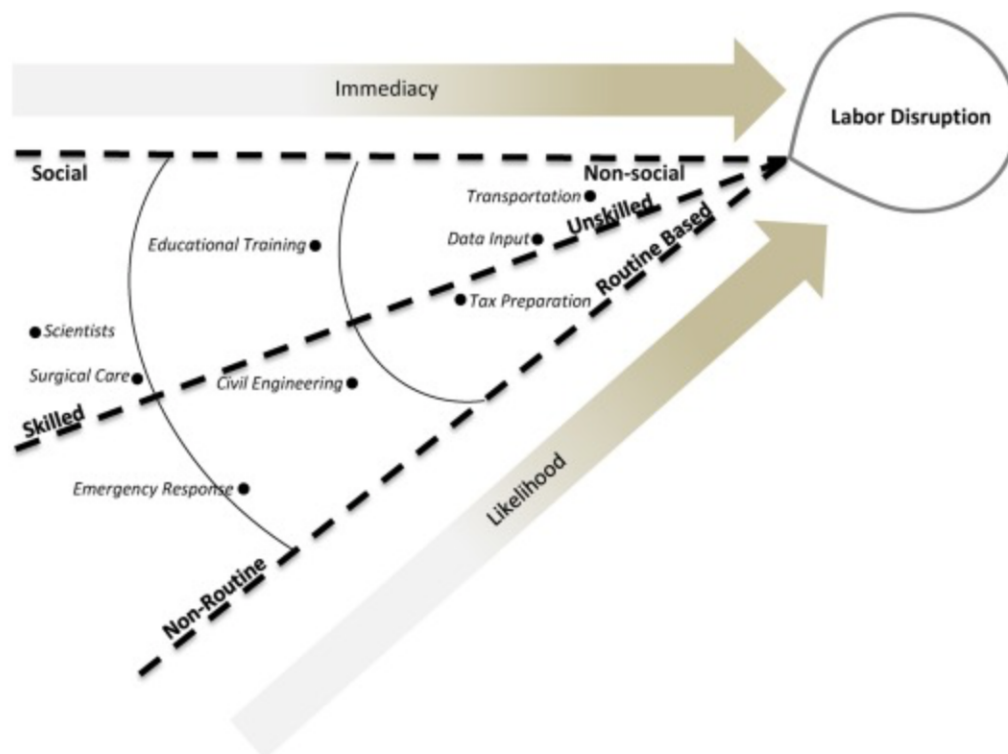 Immediacy
Labor Disruption
Social
Non-social
Transportation
Unskilled
Routine Based
Educational Training
Data Input
Tax Preparation
Scientists
Surgical Care
Civil Engineering
Skilled
Emergency Response
Likelihood
Non-Routine